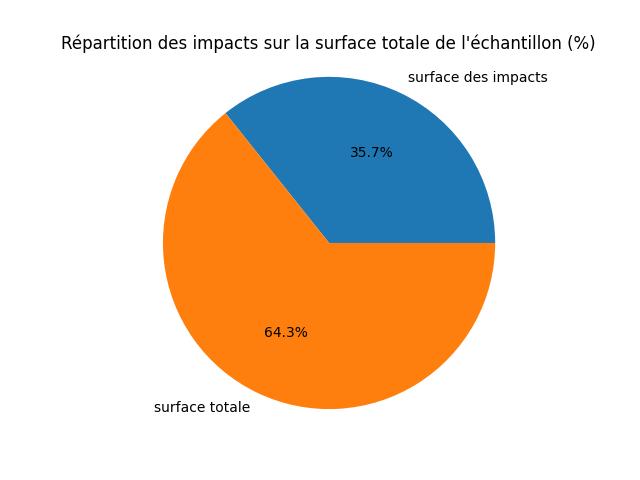 Répartition des impacts sur la surface totale de l'échantillon (%)
surface des impacts
35.7%
64.3%
surface totale